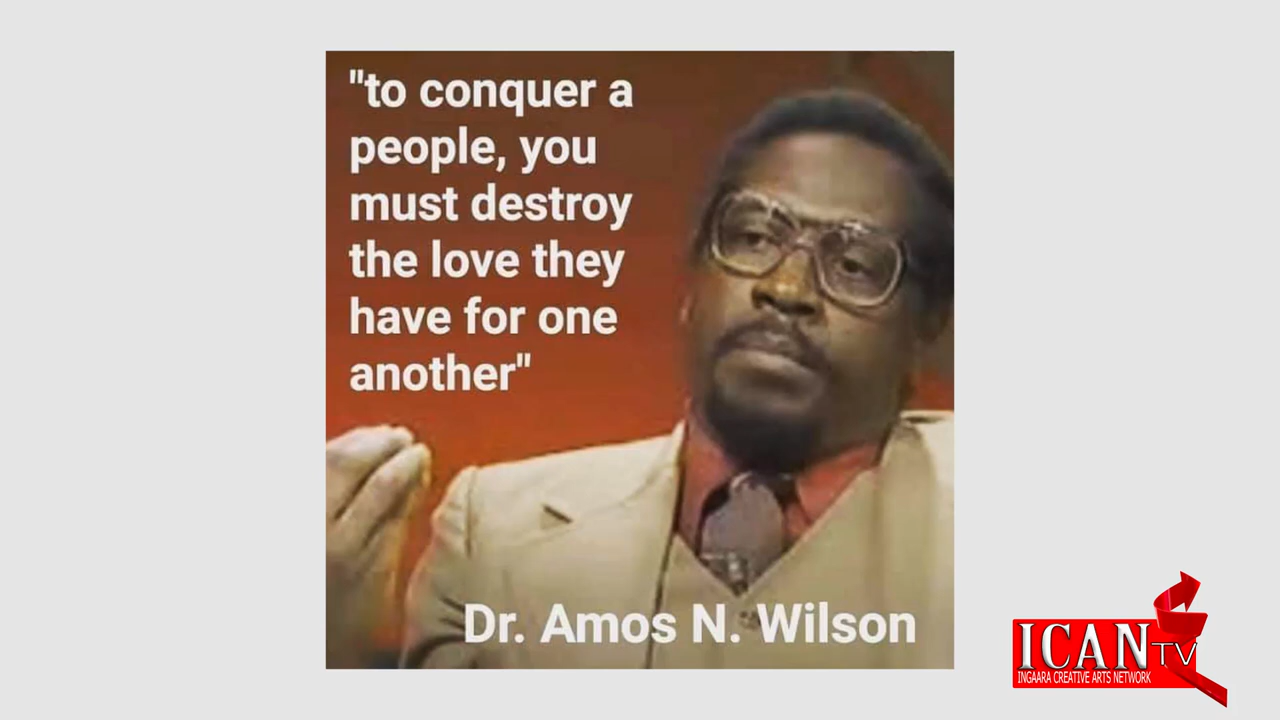 "to conquer a
people, you
must destroy
the love they
have for one
another"
Dr. Amos N. Wilson
ICAN TV
INGAARA CREATIVE ARTS NETWORK